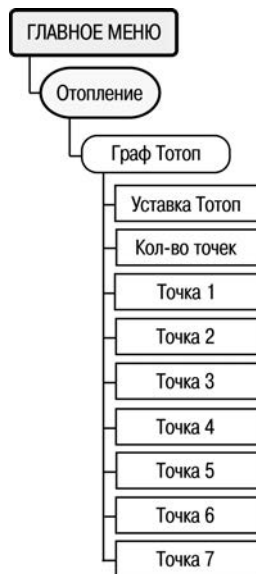 ГЛАВНОЕ МЕНЮ
Отопление
Граф Тотоп
Уставка Тотоп
Кол-во точек
Точка 1
Точка 2
Точка 3
Точка 4
Точка 5
Точка 6
Точка 7